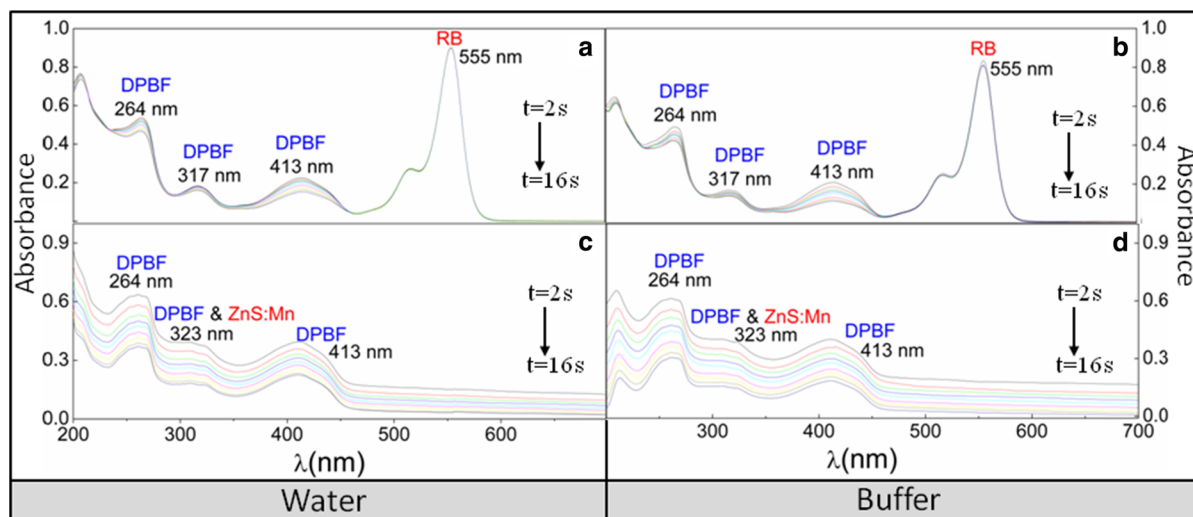 1.0
0.8
0.6
0.4
0.2
a
RB
555 nm
DPBF
264 nm
DPBF
317 nm
DPBF
413 nm
t=2s
t=16s
b
RB
555 nm
DPBF
264 nm
DPBF
317 nm
DPBF
413 nm
t=2s
t=16s
1.0
0.8
0.6
0.4
0.2
Absorbance
Absorbance
0.9
0.6
0.3
0.0
c
DPBF
264 nm
DPBF & ZnS:Mn
323 nm
DPBF
413 nm
t=2s
t=16s
d
DPBF
264 nm
DPBF & ZnS:Mn
323 nm
DPBF
413 nm
t=2s
t=16s
0.9
0.6
0.3
0.0
200 300 400 500 600
300 400 500 600 700
λ(nm)
λ(nm)
Water
Buffer